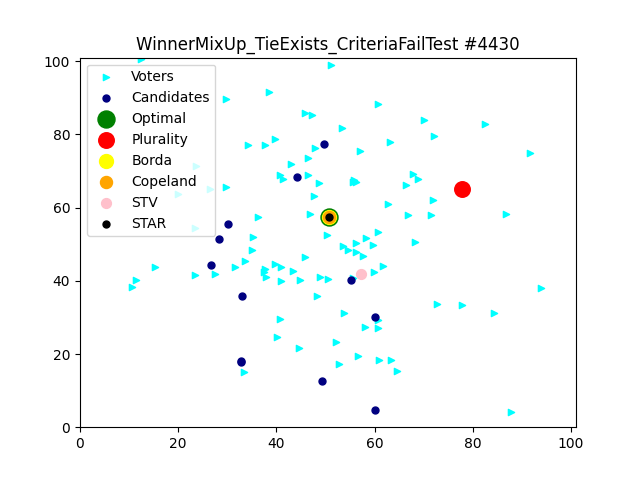 WinnerMixUp_TieExists_CriteriaFailTest #4430
100
80
60
40
20
0
0 20 40 60 80 100
Voters
Candidates
Optimal
Plurality
Borda
Copeland
STV
STAR